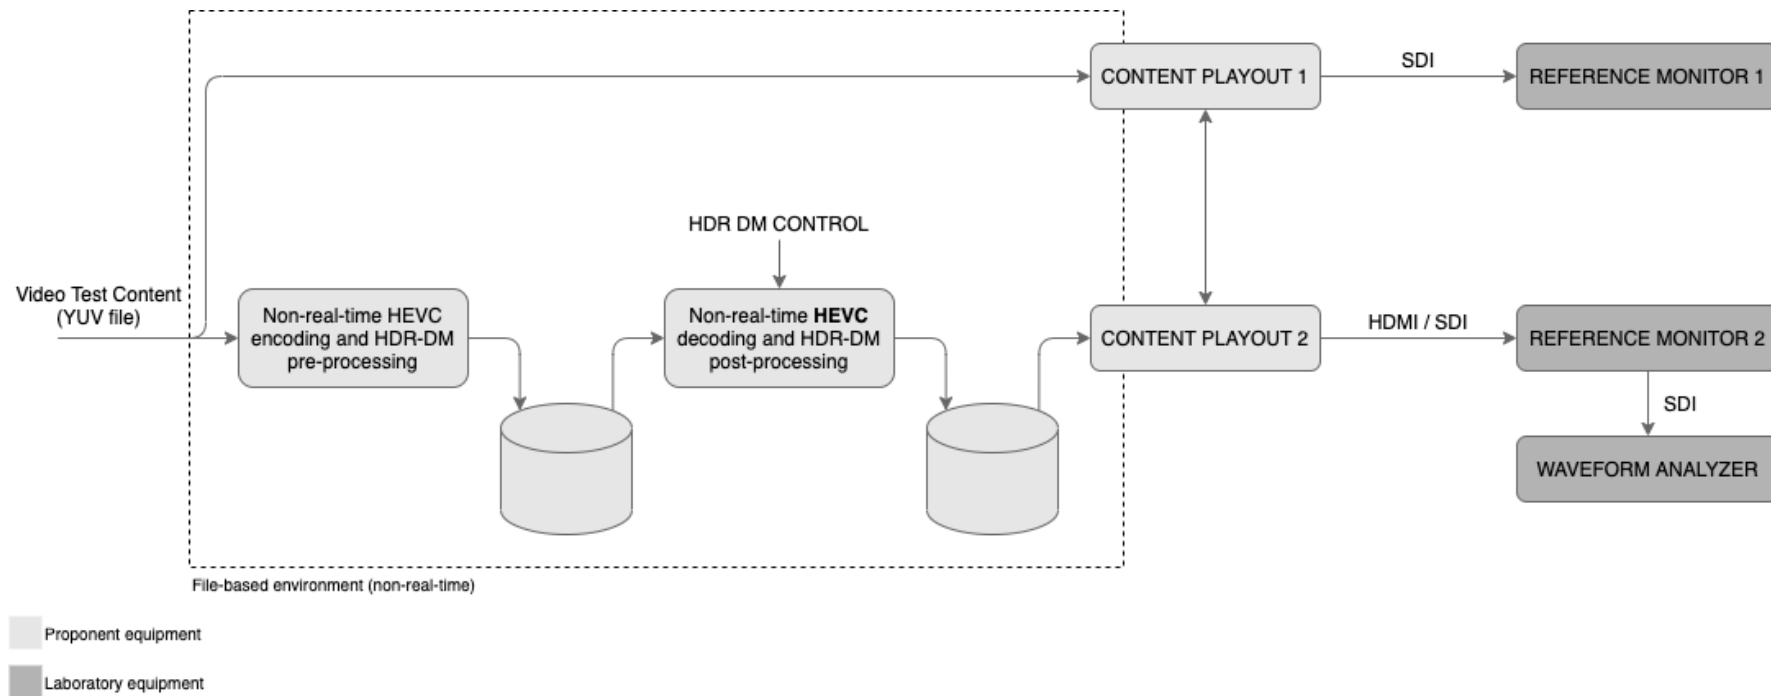 CONTENT PLAYOUT 1
SDI
REFERENCE MONITOR 1
HDR DM CONTROL
Video Test Content
(YUV file)
Non-real-time HEVC
encoding and HDR-DM
pre-processing
Non-real-time HEVC
decoding and HDR-DM
post-processing
CONTENT PLAYOUT 2
HDMI / SDI
REFERENCE MONITOR 2
SDI
WAVEFORM ANALYZER
File-based environment (non-real-time)
Proponent equipment
Laboratory equipment